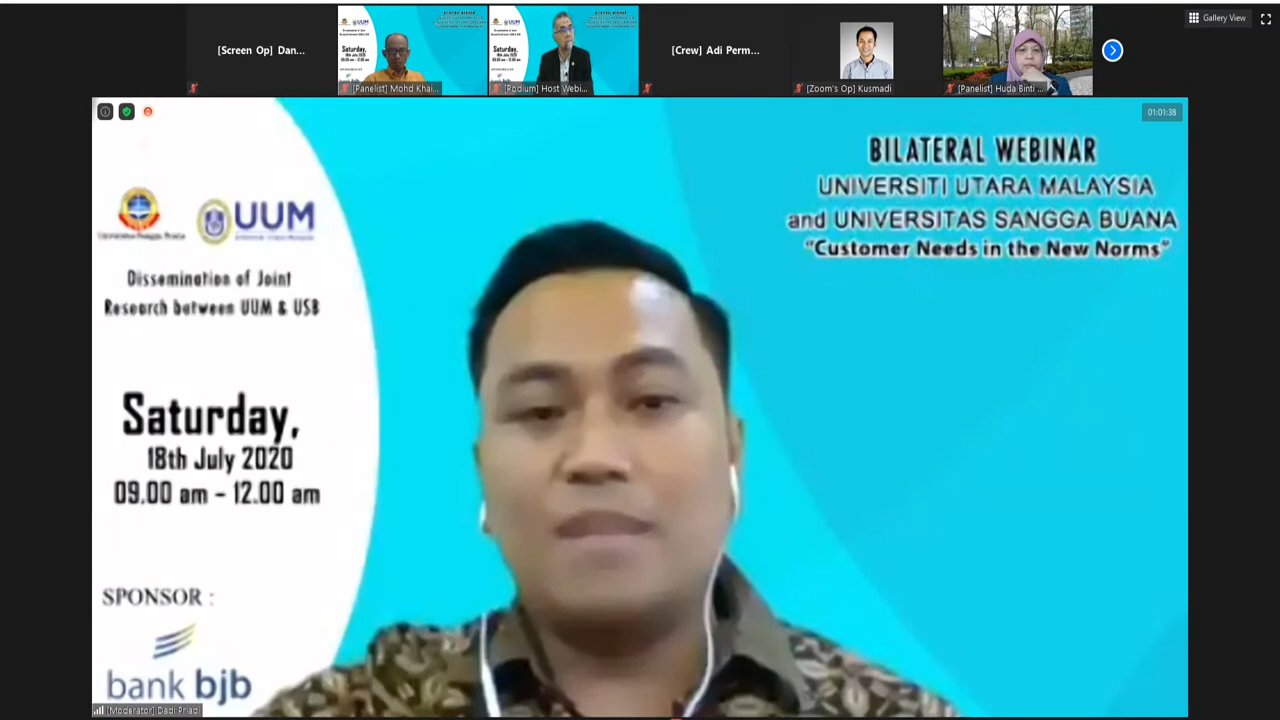 Gallery View
[Screen Op] Dan...
[Panelist] Mohd Khai...
[Podium] Host Webi...
[Crew] Adi Perm...
[Zoom's Op] Kusmadi
[Panelist] Huda Binti ...
01:01:38
UUM
Dissemination of Joint
Research between UUM & USB
Saturday,
18th July 2020
09.00 am - 12.00 am
SPONSOR :
bank bjb
BILATERAL WEBINAR
UNIVERSITI UTARA MALAYSIA
and UNIVERSITAS SANGGA BUANA
"Customer Needs in the New Norms"
[Moderator] Dadi Priadi